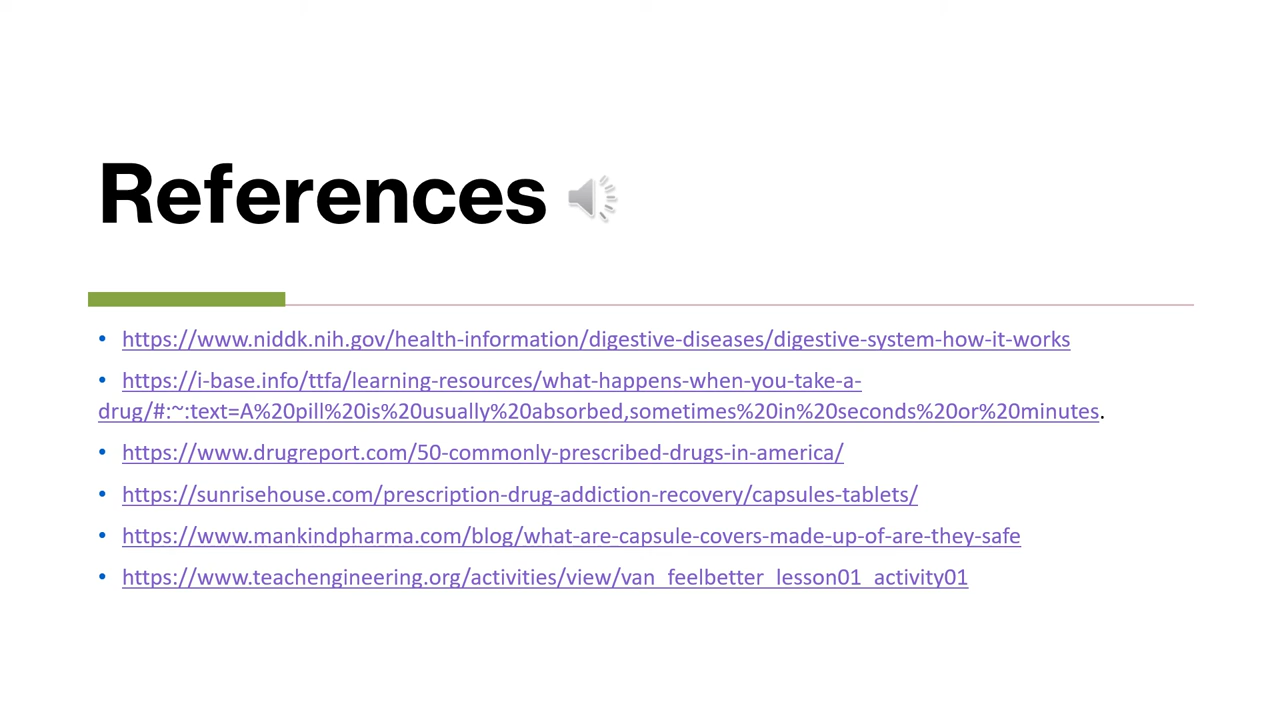 References
• https://www.niddk.nih.gov/health-information/digestive-diseases/digestive-system-how-it-works
• https://i-base.info/ttfa/learning-resources/what-happens-when-you-take-a-
drug/#:~:text=A%20pill%20is%20usually%20absorbed,sometimes%20in%20seconds%20or%20minutes.
• https://www.drugreport.com/50-commonly-prescribed-drugs-in-america/
• https://sunrisehouse.com/prescription-drug-addiction-recovery/capsules-tablets/
• https://www.mankindpharma.com/blog/what-are-capsule-covers-made-up-of-are-they-safe
• https://www.teachengineering.org/activities/view/van_feelbetter_lesson01_activity01